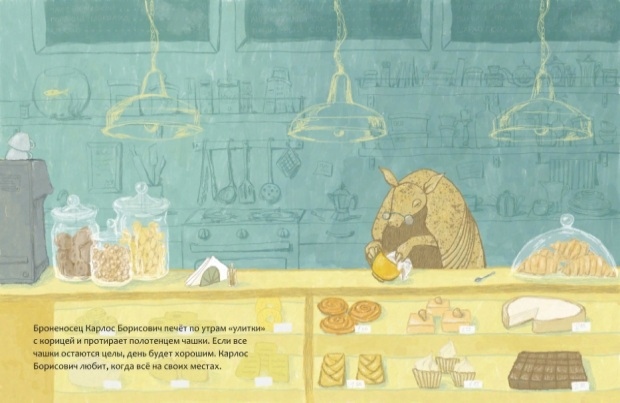 Броненосец Карлос Борисович печёт по утрам «улитки»
с корицей и протирает полотенцем чашки. Если все
чашки остаются целы, день будет хорошим. Карлос
Борисович любит, когда всё на своих местах.